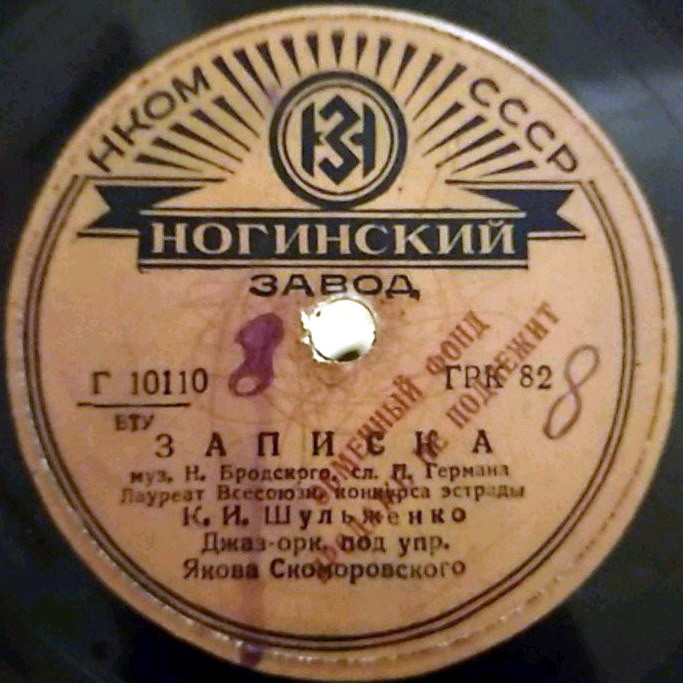 НКОМ СССР
НЗН
НОГИНСКИЙ
ЗАВОД
8
Г 10110
ГРК 82
8
ВТУ
ЗАПИСКА
муз. Н. Бродского, сл. П. Германа
Лауреат Всесоюзн. конкурса эстрады
К. И. Шульженко
Джаз-орк. под упр.
Якова Скоморовского
ОБМЕННЫЙ ФОНД
НЕ ПОДЛЕЖИТ